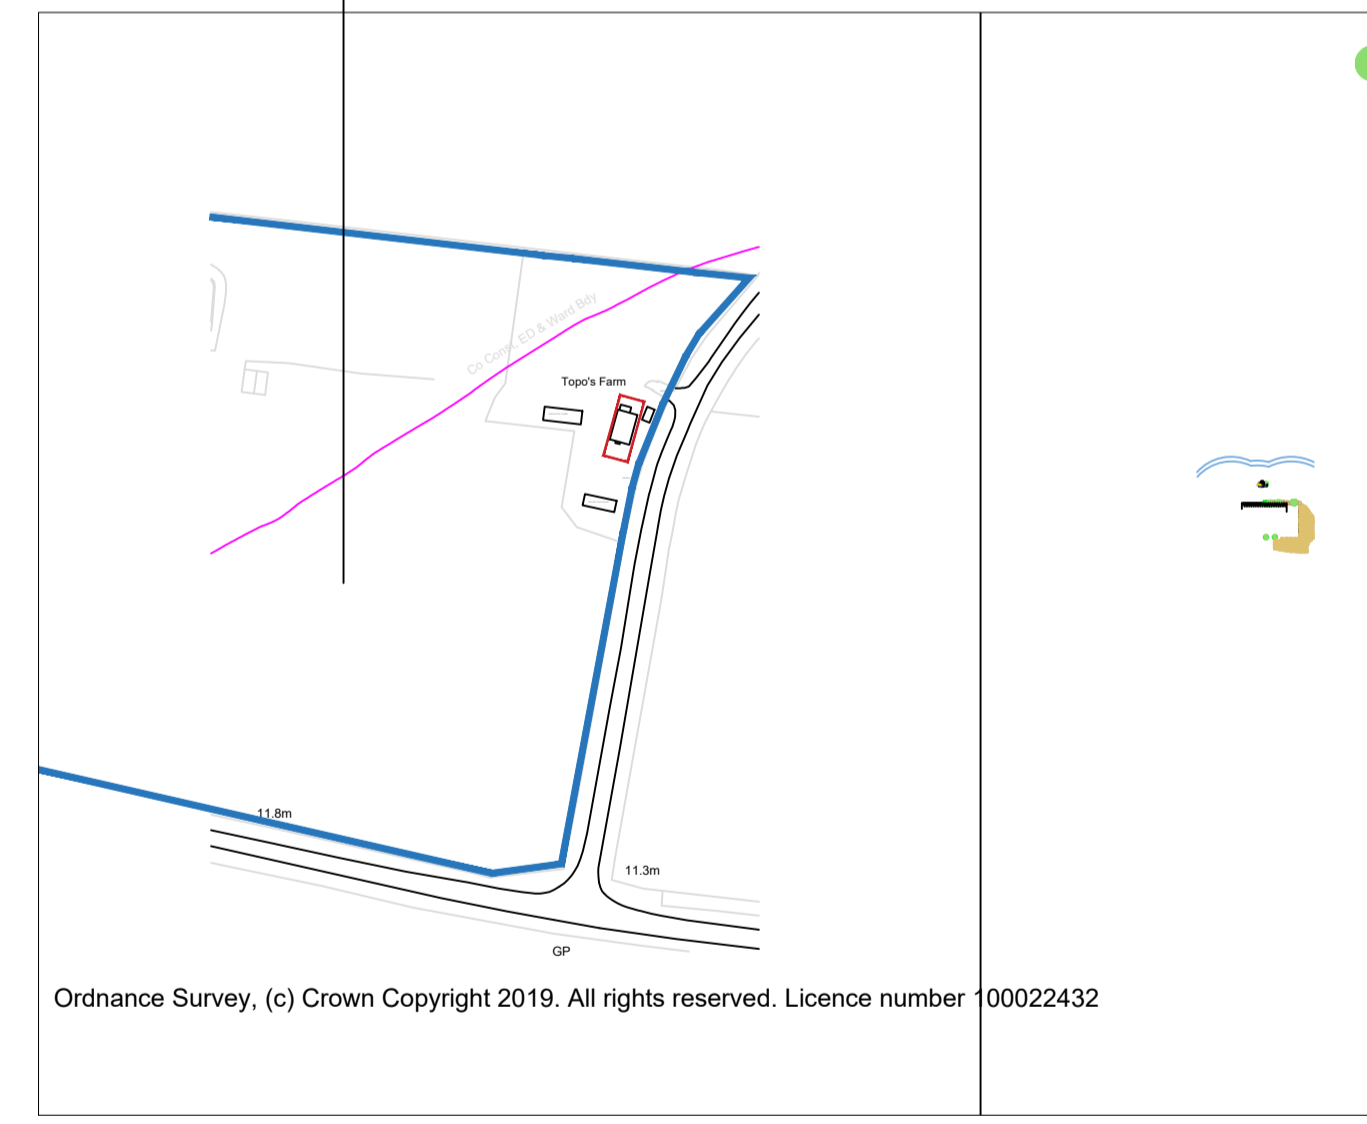 Co Const, ED & Ward Bdy
Topo's Farm
11.8m
11.3m
GP
Ordnance Survey, (c) Crown Copyright 2019. All rights reserved. Licence number 100022432